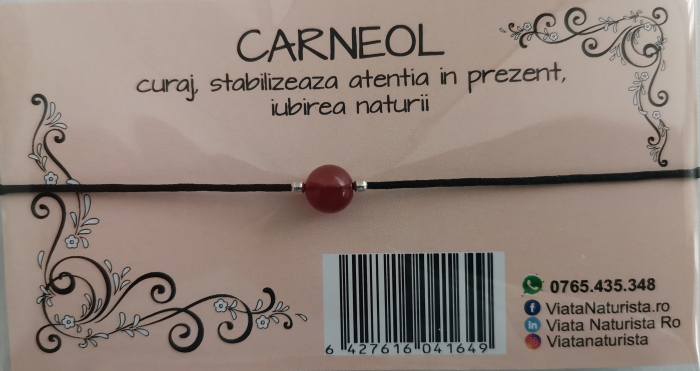 CARNEOL
curaj, stabilizeaza atentia in prezent,
iubirea naturii
0765.435.348
ViataNaturista.ro
Viata Naturista Ro
Viatanaturista
6 427616 041649